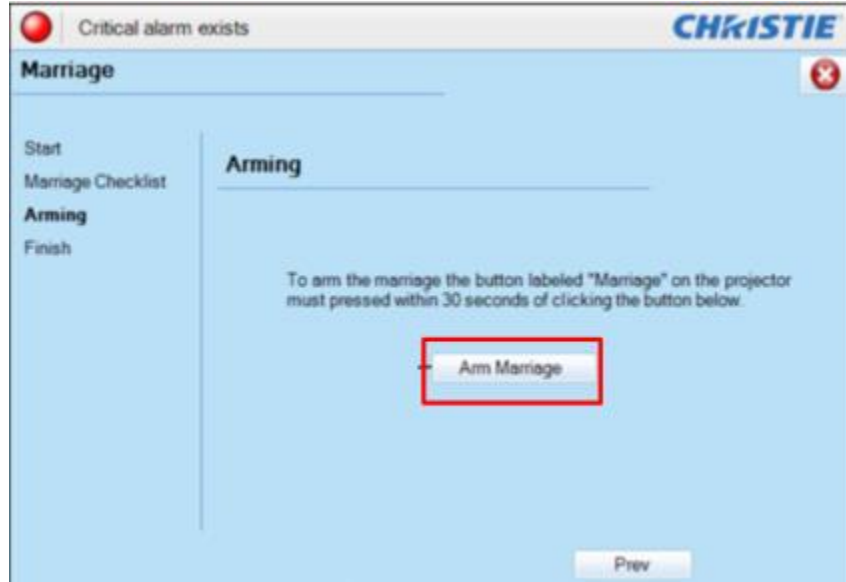 Critical alarm exists
CHRISTIE
Marriage
Start
Marriage Checklist
Arming
Finish
Arming
To arm the marriage the button labeled "Marriage" on the projector
must pressed within 30 seconds of clicking the button below.
Arm Marriage
Prev